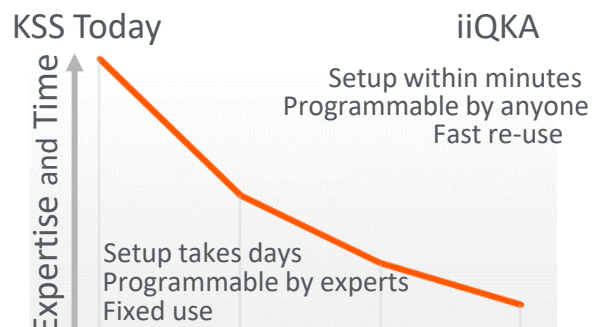 KSS Today
iiQKA
Expertise and Time
Setup within minutes
Programmable by anyone
Fast re-use
Setup takes days
Programmable by experts
Fixed use